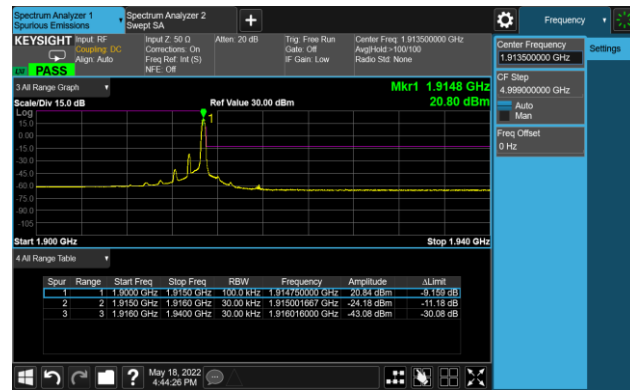 Spectrum Analyzer 1
Spurious Emissions
Spectrum Analyzer 2
Swept SA
Frequency
KEYSIGHT
Input: RF
Coupling: DC
Align: Auto
Input Z: 50 Ω
Corrections: On
Freq Ref: Int (S)
NFE: Off
Atten: 20 dB
Trig: Free Run
Gate: Off
IF Gain: Low
Center Freq: 1.913500000 GHz
Avg|Hold:>100/100
Radio Std: None
PASS
3 All Range Graph
Mkr1 1.9148 GHz
Scale/Div 15.0 dB
Ref Value 30.00 dBm
20.80 dBm
Log
15.0
0.00
-15.0
-30.0
-45.0
-60.0
-75.0
-90.0
-105
1
Start 1.900 GHz
Stop 1.940 GHz
4 All Range Table
Spur Range Start Freq Stop Freq RBW Frequency Amplitude ΔLimit
1 1 1.9000 GHz 1.9150 GHz 100.0 kHz 1.914750000 GHz 20.84 dBm -9.159 dB
2 2 1.9150 GHz 1.9160 GHz 30.00 kHz 1.915001667 GHz -24.18 dBm -11.18 dB
3 3 1.9160 GHz 1.9400 GHz 30.00 kHz 1.916016000 GHz -43.08 dBm -30.08 dB
Center Frequency
1.913500000 GHz
Settings
CF Step
4.999000000 GHz
Auto
Man
Freq Offset
0 Hz
May 18, 2022
4:44:26 PM